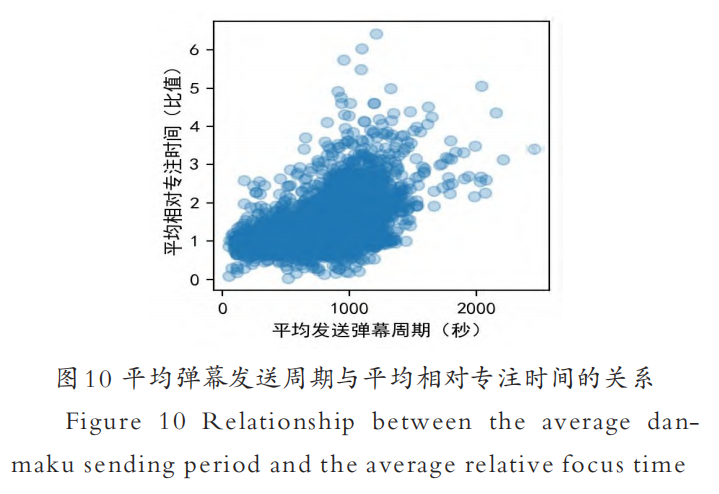 6
5
4
3
2
1
0
平均相对专注时间（比值）
0 1000 2000
平均发送弹幕周期（秒）
图10 平均弹幕发送周期与平均相对专注时间的关系
Figure 10 Relationship between the average dan-
maku sending period and the average relative focus time